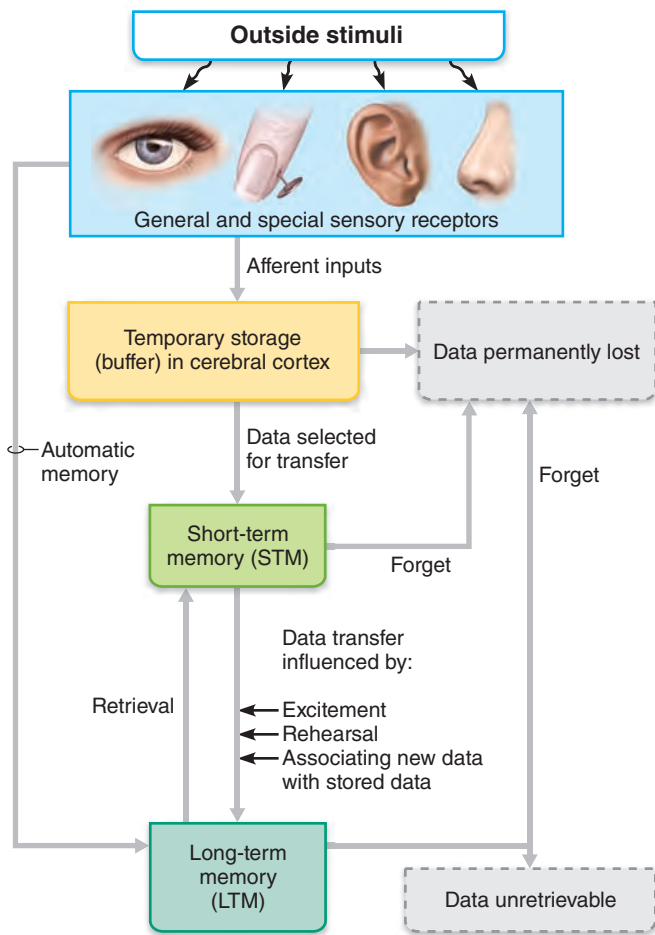 Outside stimuli
General and special sensory receptors
Afferent inputs
Temporary storage
(buffer) in cerebral cortex
Data permanently lost
Data selected
for transfer
Automatic
memory
Forget
Short-term
memory (STM)
Forget
Data transfer
influenced by:
Retrieval
Excitement
Rehearsal
Associating new data
with stored data
Long-term
memory
(LTM)
Data unretrievable